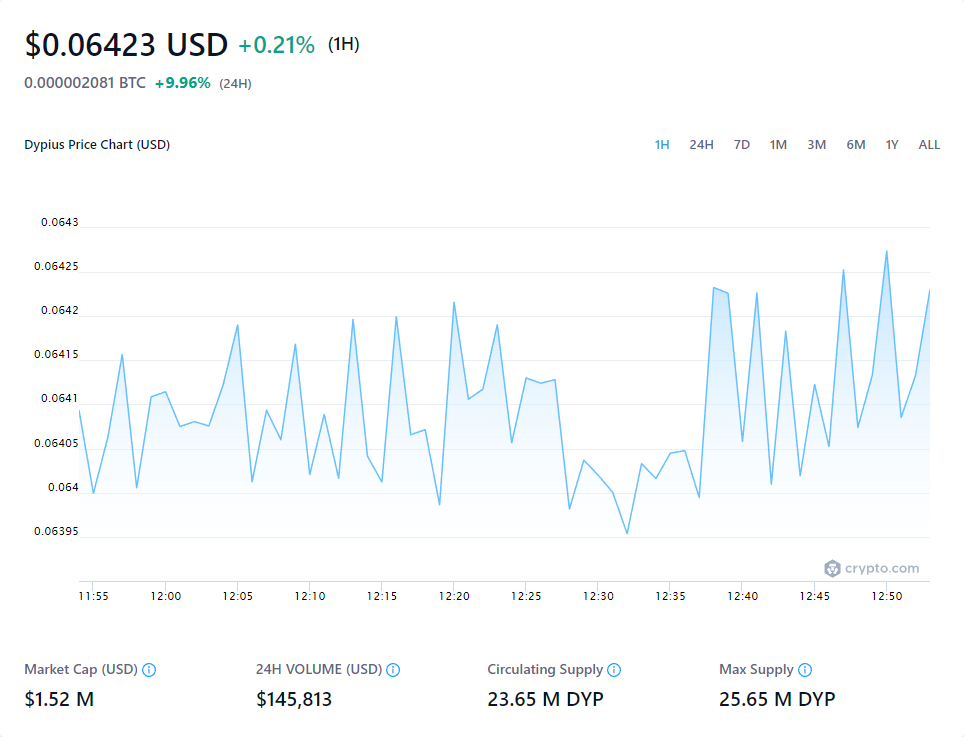 $0.06423 USD +0.21% (1H)
0.000002081 BTC +9.96% (24H)
Dypius Price Chart (USD) 1H 24H 7D 1M 3M 6M 1Y ALL
0.0643
0.06425
0.0642
0.06415
0.0641
0.06405
0.064
0.06395
crypto.com
11:55 12:00 12:05 12:10 12:15 12:20 12:25 12:30 12:35 12:40 12:45 12:50
Market Cap (USD) 24H VOLUME (USD) Circulating Supply Max Supply
$1.52 M $145,813 23.65 M DYP 25.65 M DYP